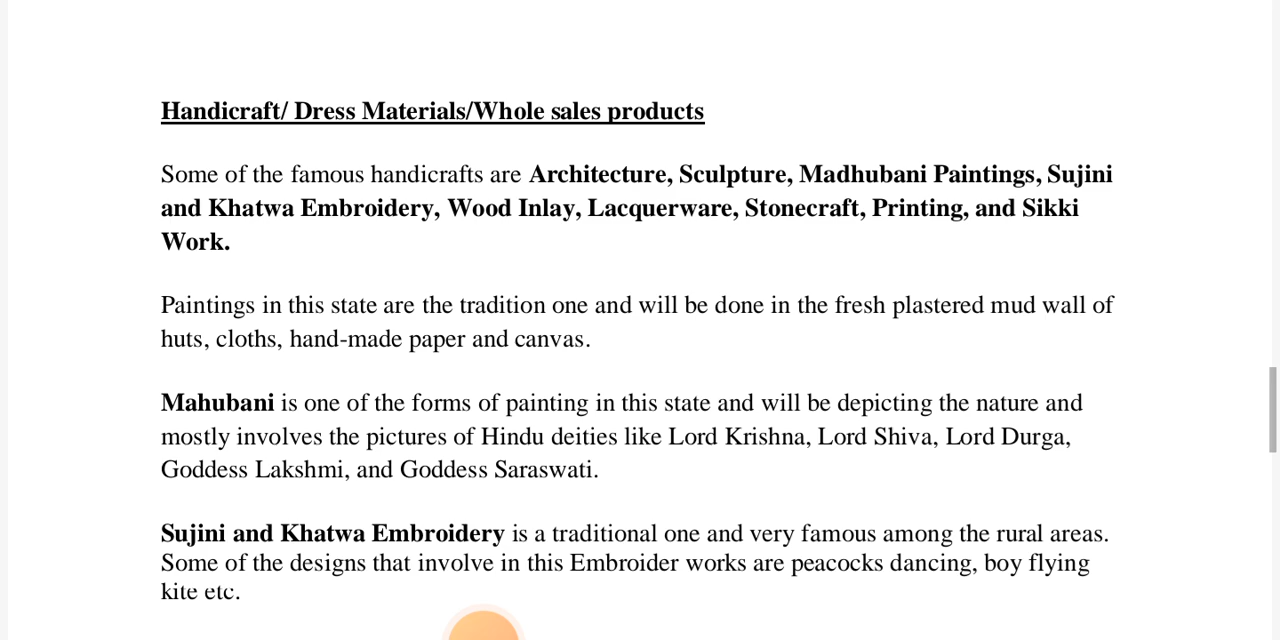 Handicraft/ Dress Materials/Whole sales products
Some of the famous handicrafts are Architecture, Sculpture, Madhubani Paintings, Sujini
and Khatwa Embroidery, Wood Inlay, Lacquerware, Stonecraft, Printing, and Sikki
Work.
Paintings in this state are the tradition one and will be done in the fresh plastered mud wall of
huts, cloths, hand-made paper and canvas.
Mahubani is one of the forms of painting in this state and will be depicting the nature and
mostly involves the pictures of Hindu deities like Lord Krishna, Lord Shiva, Lord Durga,
Goddess Lakshmi, and Goddess Saraswati.
Sujini and Khatwa Embroidery is a traditional one and very famous among the rural areas.
Some of the designs that involve in this Embroider works are peacocks dancing, boy flying
kite etc.